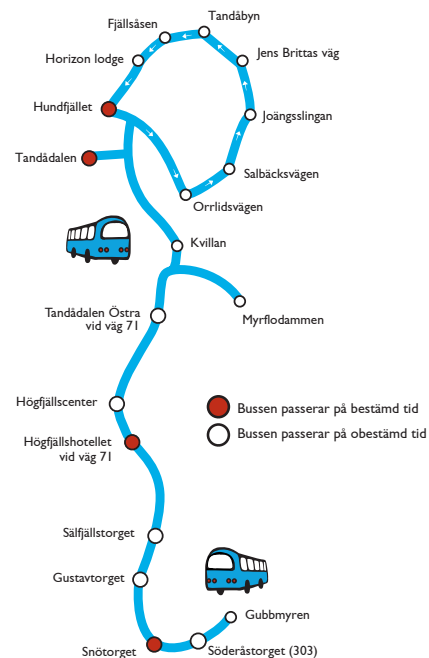 Fjällsåsen
Tandåbyn
Horizon lodge
Jens Brittas väg
Hundfjället
Joängsslingan
Tandådalen
Salbäcksvägen
Orrlidsvägen
Kvillan
Tandådalen Östra
vid väg 71
Myrflodammen
Högfjällscenter
Bussen passerar på bestämd tid
Bussen passerar på obestämd tid
Högfjällshotellet
vid väg 71
Sälfjällstorget
Gustavtorget
Gubbmyren
Snötorget
Söderåstorget (303)